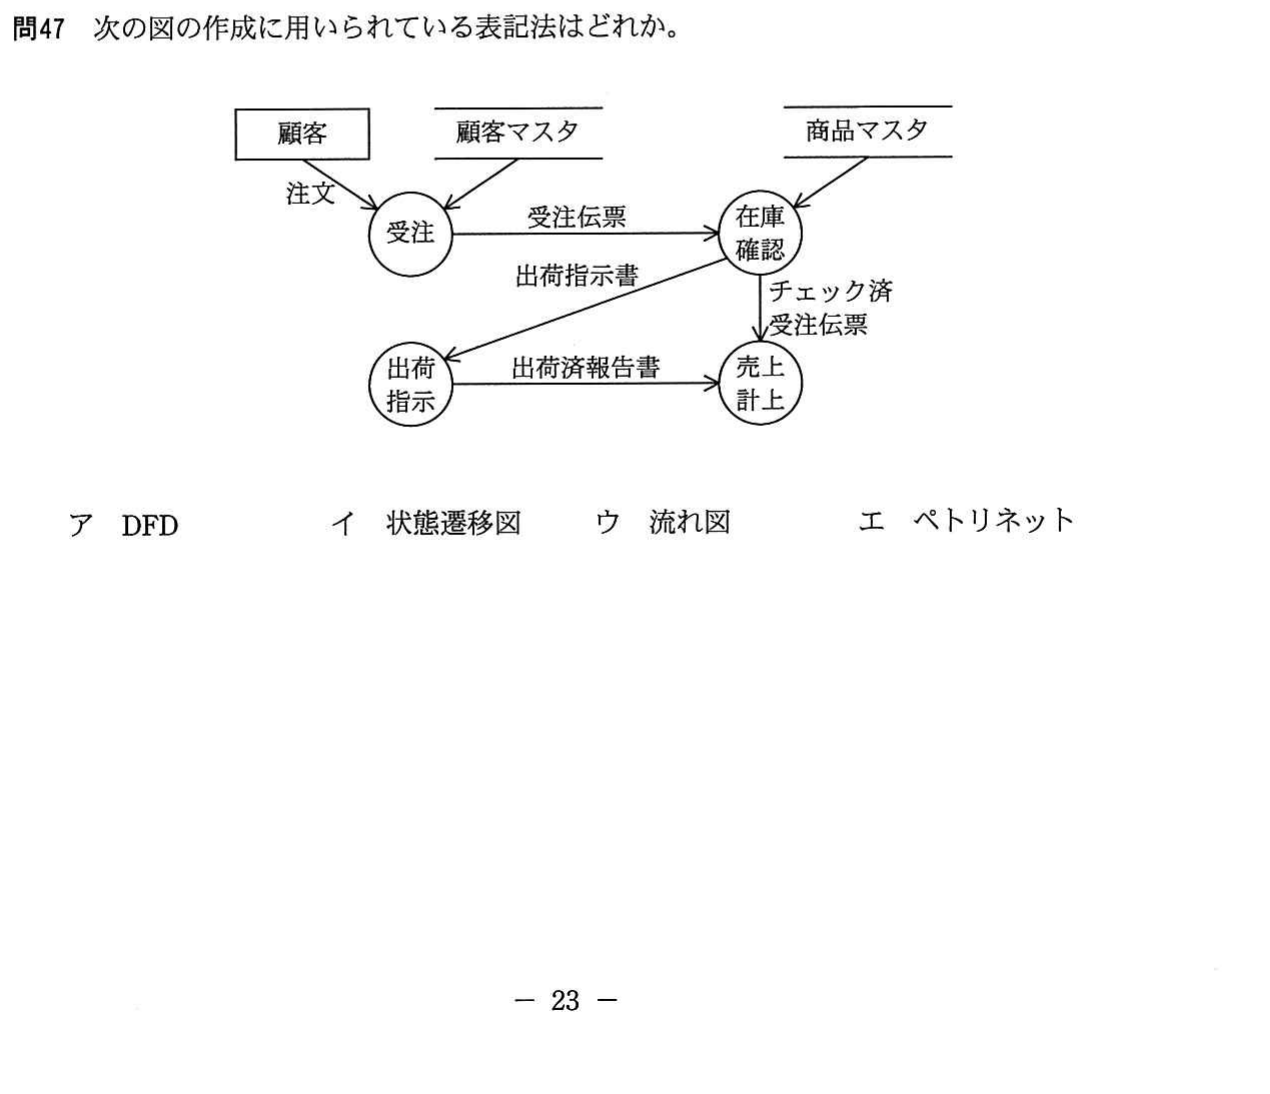 問47　次の図の作成に用いられている表記法はどれか。
顧客
顧客マスタ
商品マスタ
注文
受注
受注伝票
在庫
確認
出荷指示書
チェック済
受注伝票
出荷
指示
出荷済報告書
売上
計上
ア　DFD　イ　状態遷移図　ウ　流れ図　エ　ペトリネット
－ 23 －